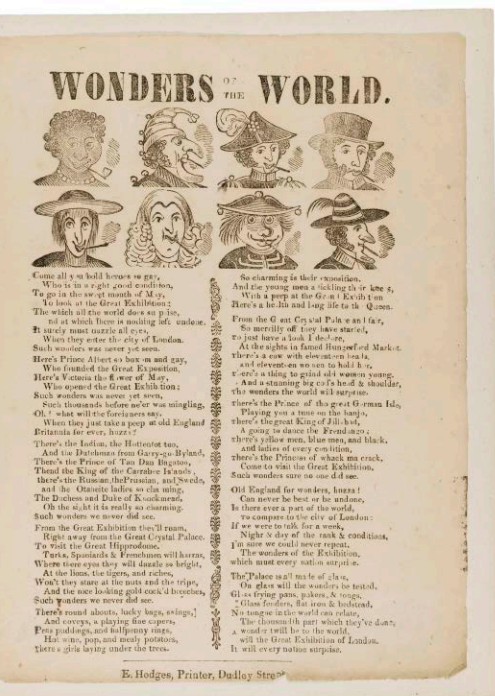 WONDERS OF THE WORLD.
Come all you bold heroes so gay,
Who is in a right good condition,
To go in the sweet month of May,
To look at the Great Exhibition;
The which all the world does surprise,
nd at which there is nothing left undone.
It surely must dazzle all eyes,
When they enter the city of London.
Such wonders was never yet seen.
Here's Prince Albert so buxom and gay,
Who founded the Great Exposition,
Here's Victoria the flower of May,
Who opened the Great Exhibition;
Such wonders was never yet seen,
Such thousands before ne'er was mingling,
Oh! what will the foreigners say.
When they just take a peep at old England
Britannia for ever, huzza!
There's the Indian, the Hottentot too,
And the Dutchman from Garry-go-Byland,
There's the Prince of Tan Dan Bagatoo,
The nd the King of the Carribee Islands,
there's the Russian, the Prussian, and Swede,
and the Otaheite ladies so charming,
The Duchess and Duke of
Oh the sight it is really so charming.
Such wonders we never did see.
From the Great Exhibition they'll roam,
Right away from the Great Crystal Palace.
To visit the Great Hippodrome,
Turks, Spaniards & Frenchmen will harras,
Where their eyes they will dazzle so bright,
At the lions, the tigers, and riches,
Won't they stare at the nuts and the tripe,
And the nice looking gold-cock'd breeches,
Such wonders we never did see.
There's round abouts, lucky bags, swings,
And coveys, a playing fine capers,
Pens puddings, and halfpenny rings,
Hot wine, pop, and mealy potatoes,
There's girls laying under the trees.
So charming is their exposition,
And the young men a tickling their knees,
With a peep at the Great Exhibition
Here's a health and long life to the Queen.
From the Great Crystal Palace and fair,
So merrily off they have started,
To just have a look I declare,
At the sights in famed Hungerford Market.
There's a cow with eleventeen heads,
and eleventeen women to hold her,
there's a thing to grind old women young,
And a stunning big calf's head & shoulder,
the wonders the world will surprise.
There's the Prince of the great German Isle,
Playing you a tune on the banjo,
there's the great King of
A going to dance the Frendango;
there's yellow men, blue men, and black,
And ladies of every condition,
there's the Princess of whack ma crack,
Come to visit the Great Exhibition,
Such wonders sure no one did see.
Old England for wonders, huzza!
Can never be best or be undone,
Is there ever a part of the world,
To compare to the city of London;
If we were to talk for a week,
Night & day of the rank & conditions,
I'm sure we could never repeat,
The wonders of the Exhibition,
which must every nation surprise.
The Palace is all made of glass,
On glass will the wonders be tested,
Glass frying pans, pokers, & tongs,
Glass fenders, flat iron & bedstead,
No tongue in the world can relate,
The thousandth part which they've done,
A wonder twill be to the world,
will the Great Exhibition of London.
It will every nation surprise.
E. Hodges, Printer, Dudley